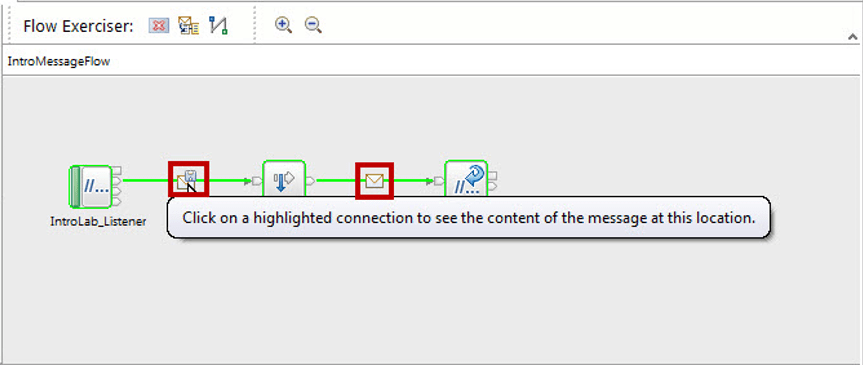 Flow Exerciser:
IntroMessageFlow
//...
//...
IntroLab_Listener
Click on a highlighted connection to see the content of the message at this location.